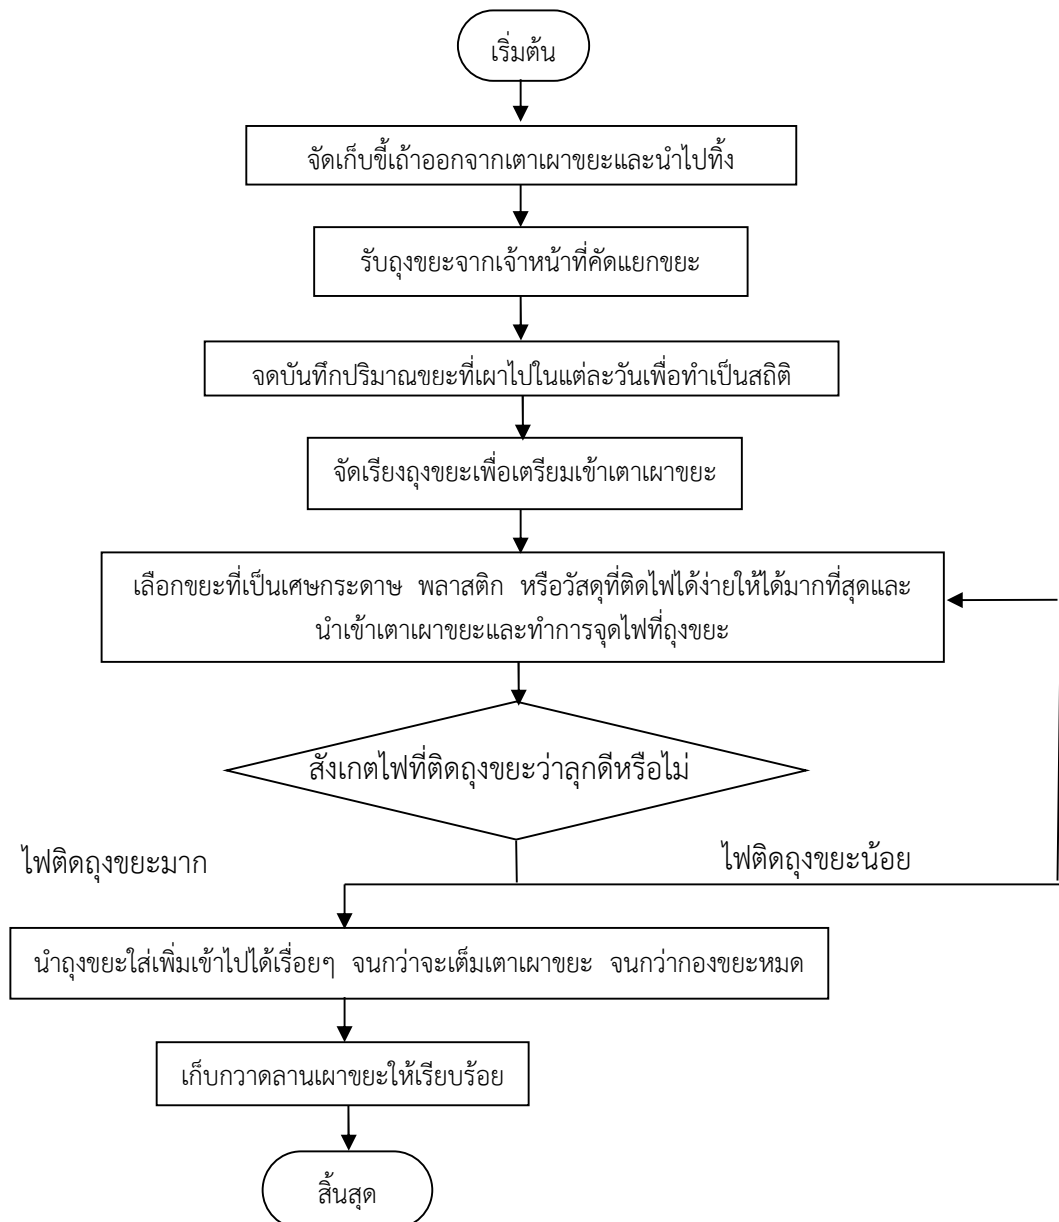 เริ่มต้น
จัดเก็บขี้เถ้าออกจากเตาเผาขยะและนำไปทิ้ง
รับถุงขยะจากเจ้าหน้าที่คัดแยกขยะ
จดบันทึกปริมาณขยะที่เผาไปในแต่ละวันเพื่อทำเป็นสถิติ
จัดเรียงถุงขยะเพื่อเตรียมเข้าเตาเผาขยะ
เลือกขยะที่เป็นเศษกระดาษ พลาสติก หรือวัสดุที่ติดไฟได้ง่ายให้ได้มากที่สุดและ
นำเข้าเตาเผาขยะและทำการจุดไฟที่ถุงขยะ
สังเกตไฟที่ติดถุงขยะว่าลุกดีหรือไม่
ไฟติดถุงขยะมาก
ไฟติดถุงขยะน้อย
นำถุงขยะใส่เพิ่มเข้าไปได้เรื่อยๆ จนกว่าจะเต็มเตาเผาขยะ จนกว่ากองขยะหมด
เก็บกวาดลานเผาขยะให้เรียบร้อย
สิ้นสุด